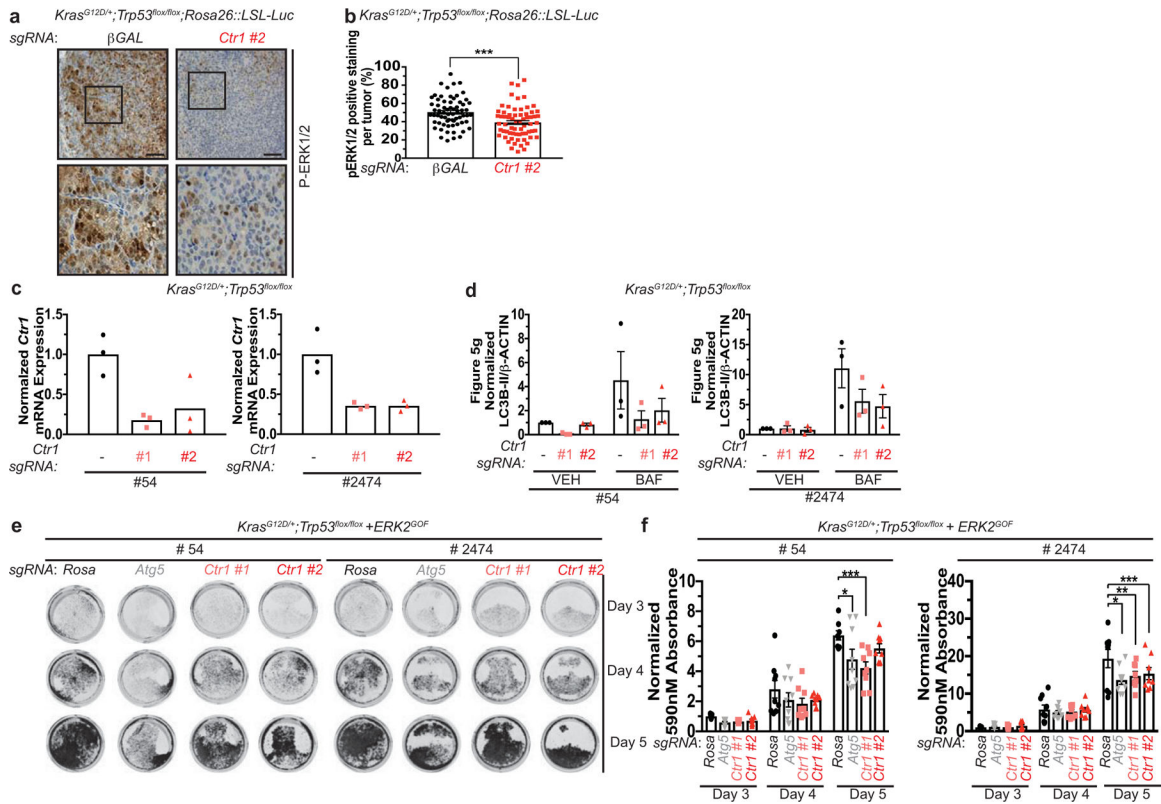 a
Kras^G12D/+;Trp53^flox/flox;Rosa26::LSL-Luc
sgRNA: βGAL Ctr1 #2
P-ERK1/2
b
Kras^G12D/+;Trp53^flox/flox;Rosa26::LSL-Luc
pERK1/2 positive staining
per tumor (%)
100
80
60
40
20
0
***
sgRNA: βGAL Ctr1 #2
c
Kras^G12D/+;Trp53^flox/flox
Normalzed Ctr1
mRNA Expression
1.5
1.0
0.5
0.0
Ctr1
sgRNA:
- #1 #2
#54
Normalized Ctr1
mRNA Expression
1.5
1.0
0.5
0.0
- #1 #2
#2474
d
Kras^G12D/+;Trp53^flox/flox
Figure 5g
Normalized
LC3B-II/β-ACTIN
10
8
6
4
2
0
Ctr1
sgRNA:
- #1 #2 - #1 #2
VEH BAF
#54
Figure 5g
Normalized
LC3B-II/β-ACTIN
20
15
10
5
0
- #1 #2 - #1 #2
VEH BAF
#2474
e
Kras^G12D/+;Trp53^flox/flox +ERK2^GOF
# 54 # 2474
sgRNA: Rosa Atg5 Ctr1 #1 Ctr1 #2 Rosa Atg5 Ctr1 #1 Ctr1 #2
Day 3
Day 4
Day 5
f
Kras^G12D/+;Trp53^flox/flox + ERK2^GOF
# 54 # 2474
Normalized
590nM Absorbance
8
6
4
2
0
***
*
sgRNA:
Rosa Atg5 Ctr1 #1 Ctr1 #2 Rosa Atg5 Ctr1 #1 Ctr1 #2 Rosa Atg5 Ctr1 #1 Ctr1 #2
Day 3 Day 4 Day 5
Normalized
590nM Absorbance
40
30
20
10
0
***
**
*
sgRNA:
Rosa Atg5 Ctr1 #1 Ctr1 #2 Rosa Atg5 Ctr1 #1 Ctr1 #2 Rosa Atg5 Ctr1 #1 Ctr1 #2
Day 3 Day 4 Day 5